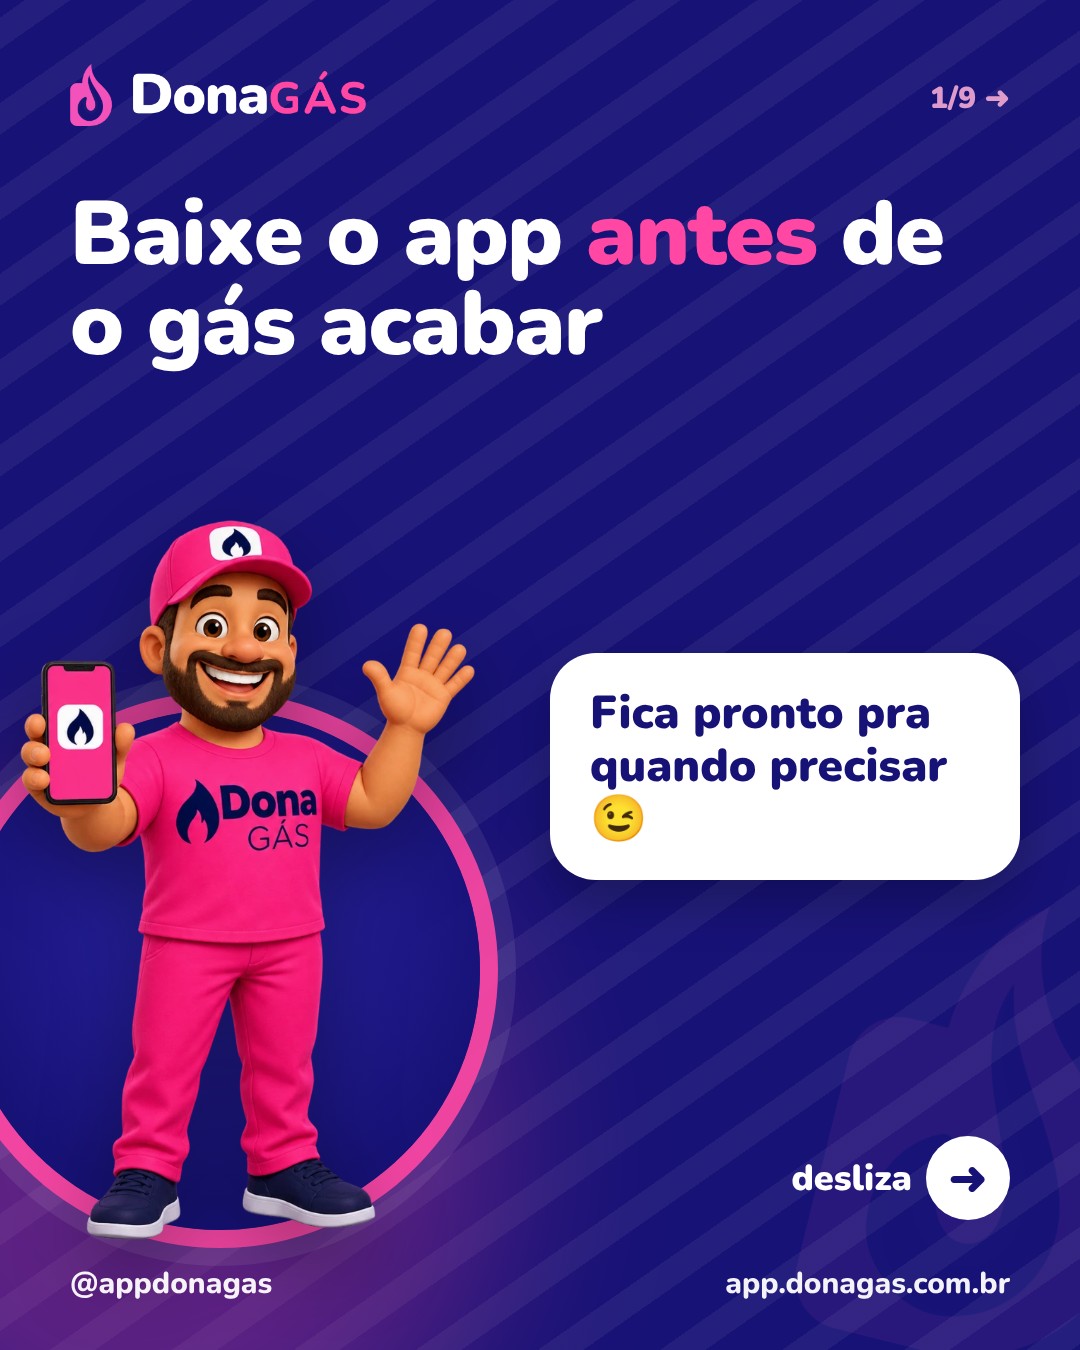 DonaGÁS
1/9 →
Baixe o app antes de
o gás acabar
Dona
GÁS
Fica pronto pra
quando precisar
😉
desliza →
@appdonagas
app.donagas.com.br